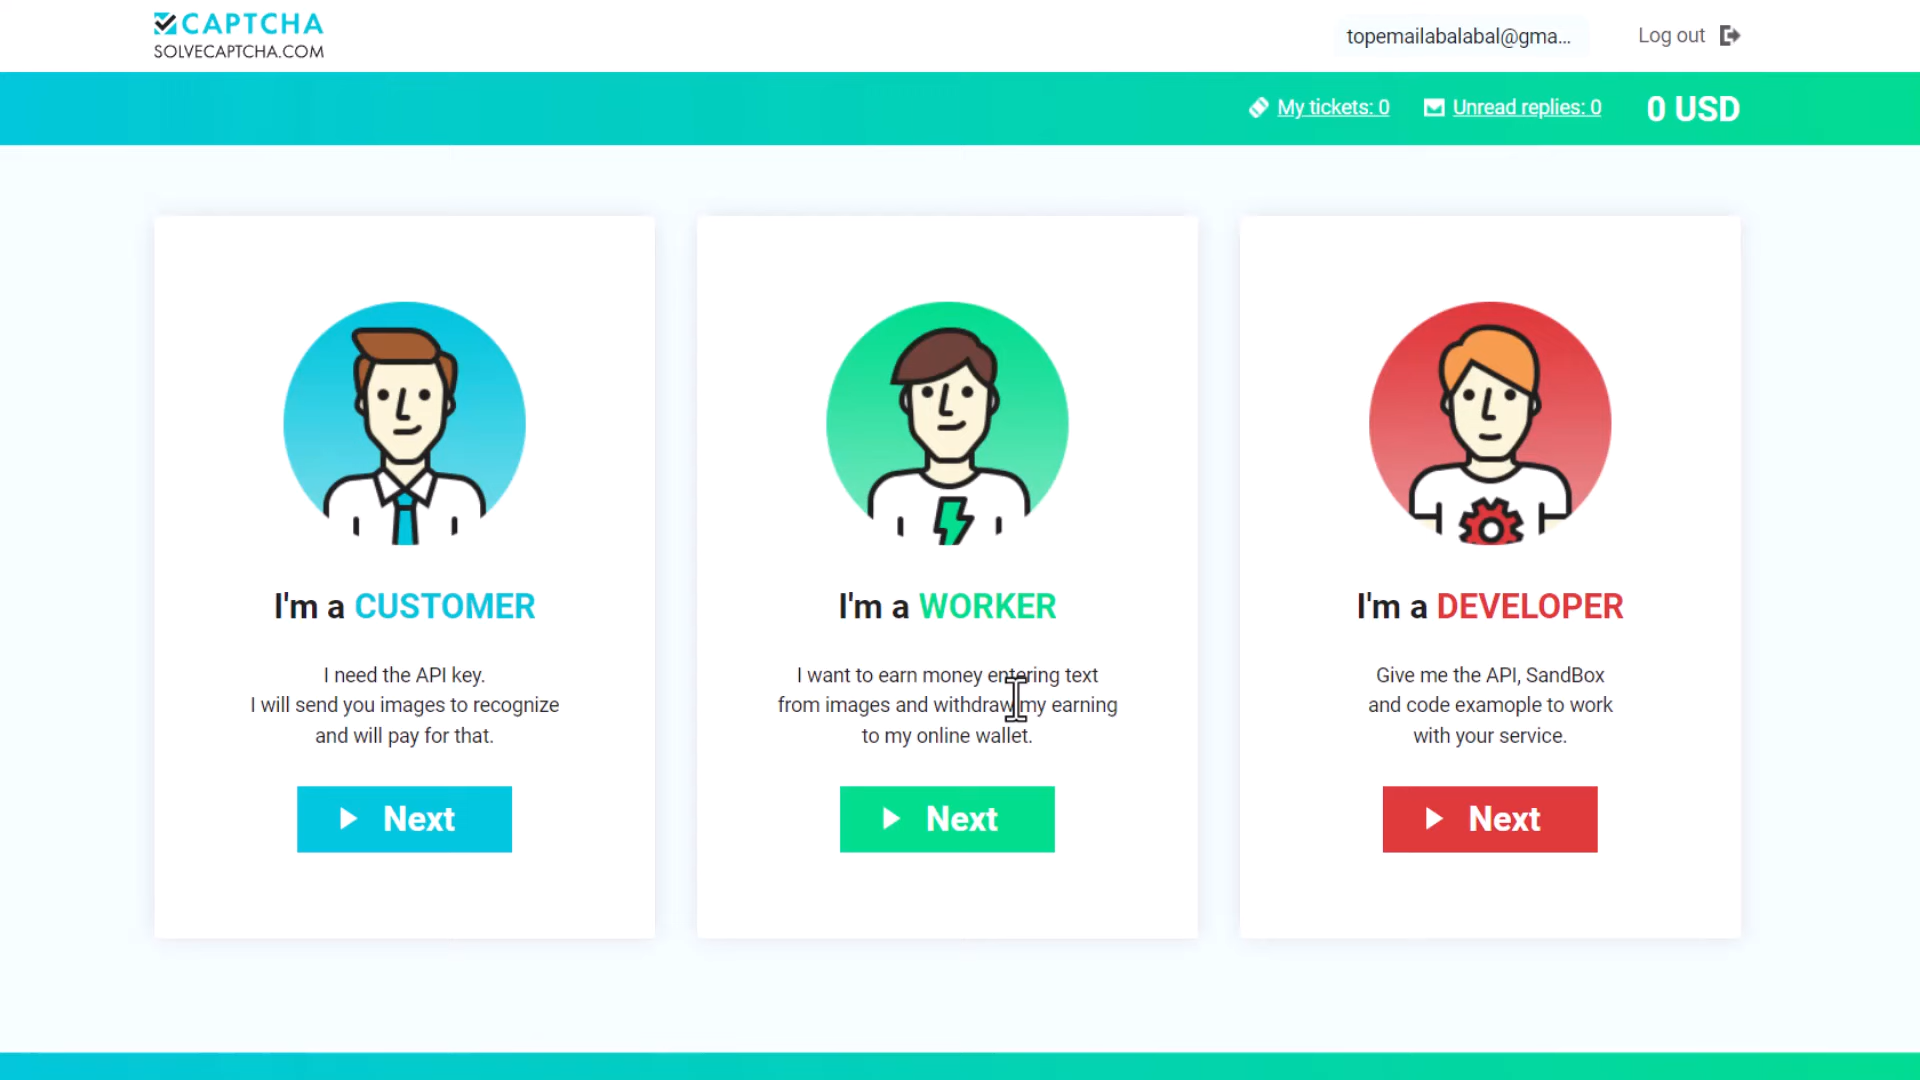 CAPTCHA
SOLVECAPTCHA.COM
topemailabalabal@gma...
Log out
My tickets: 0
Unread replies: 0
0 USD
I'm a CUSTOMER
I need the API key.
I will send you images to recognize
and will pay for that.
Next
I'm a WORKER
I want to earn money entering text
from images and withdraw my earning
to my online wallet.
Next
I'm a DEVELOPER
Give me the API, SandBox
and code examople to work
with your service.
Next